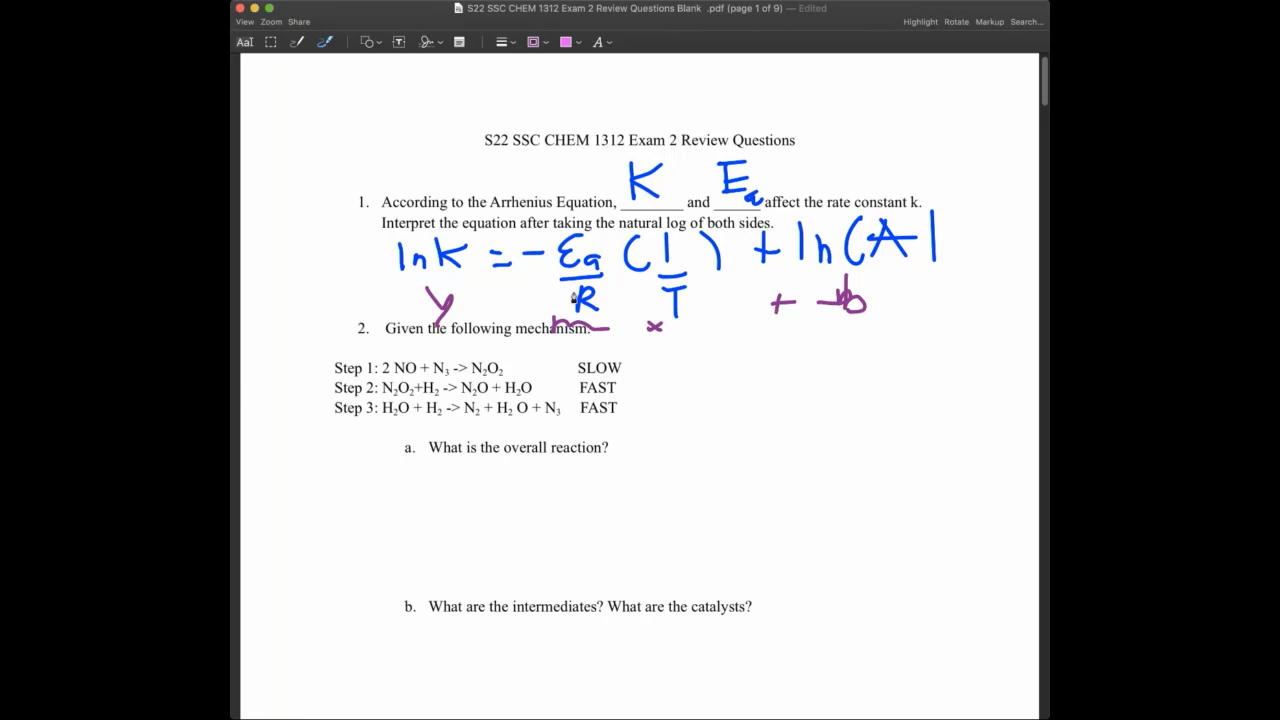 S22 SSC CHEM 1312 Exam 2 Review Questions Blank .pdf (page 1 of 9) — Edited
View Zoom Share Highlight Rotate Markup Search...
S22 SSC CHEM 1312 Exam 2 Review Questions
K Ea
1. According to the Arrhenius Equation, ________ and ______ affect the rate constant k.
Interpret the equation after taking the natural log of both sides.
ln K = - Ea/R (1/T) + ln(A)
y m x + b
2. Given the following mechanism:
Step 1: 2 NO + N₃ -> N₂O₂ SLOW
Step 2: N₂O₂+H₂ -> N₂O + H₂O FAST
Step 3: H₂O + H₂ -> N₂ + H₂ O + N₃ FAST
a. What is the overall reaction?
b. What are the intermediates? What are the catalysts?